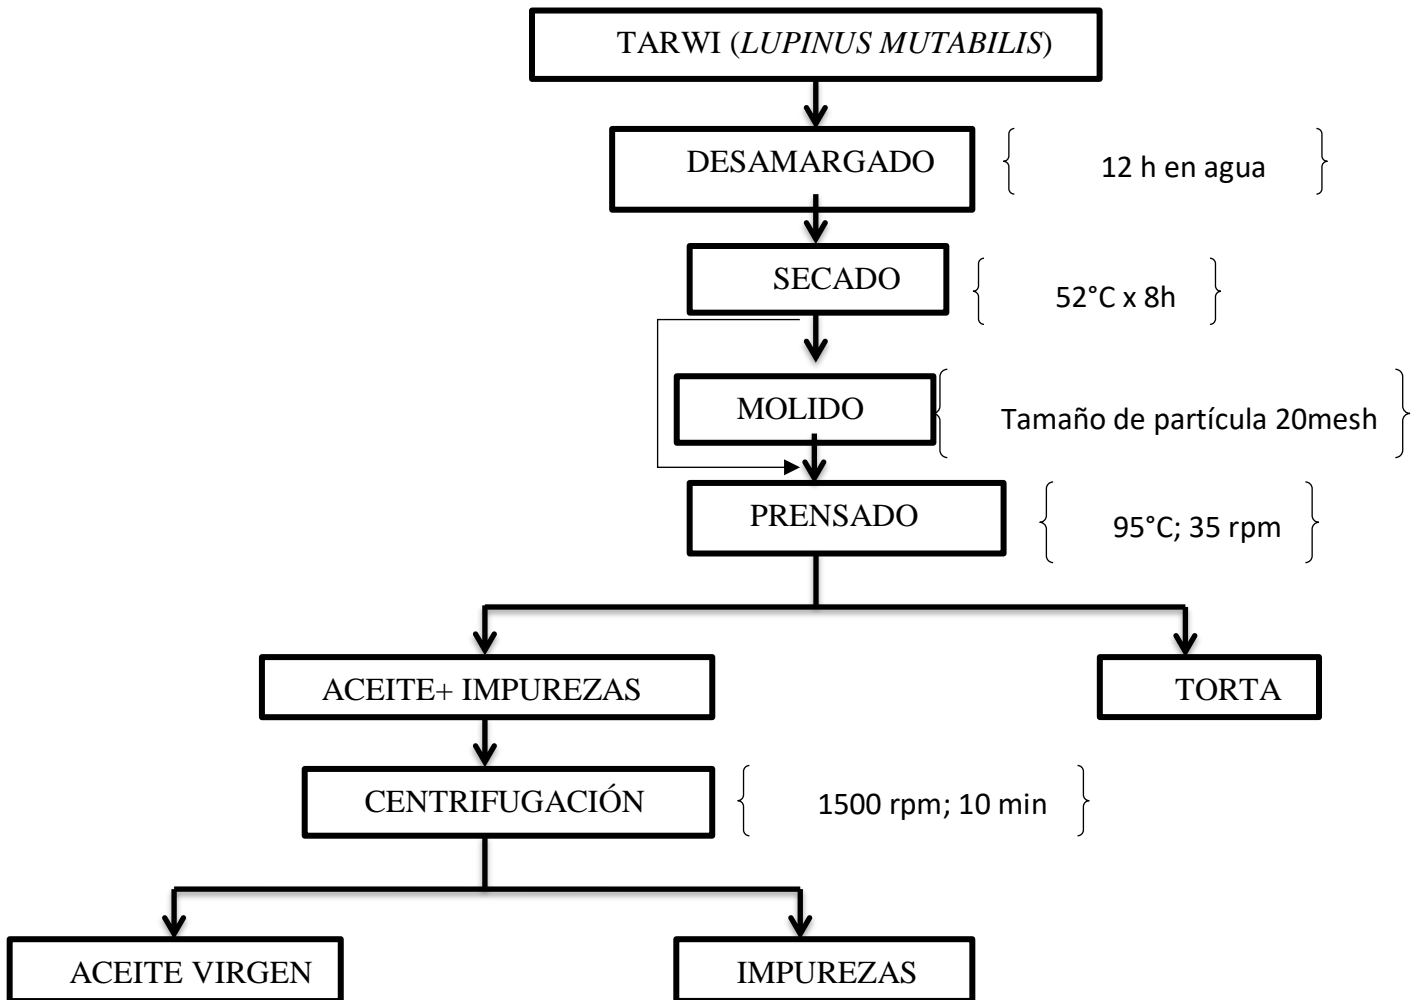 TARWI (LUPINUS MUTABILIS)
DESAMARGADO
12 h en agua
SECADO
52°C x 8h
MOLIDO
Tamaño de partícula 20mesh
PRENSADO
95°C; 35 rpm
ACEITE+ IMPUREZAS
TORTA
CENTRIFUGACIÓN
1500 rpm; 10 min
ACEITE VIRGEN
IMPUREZAS